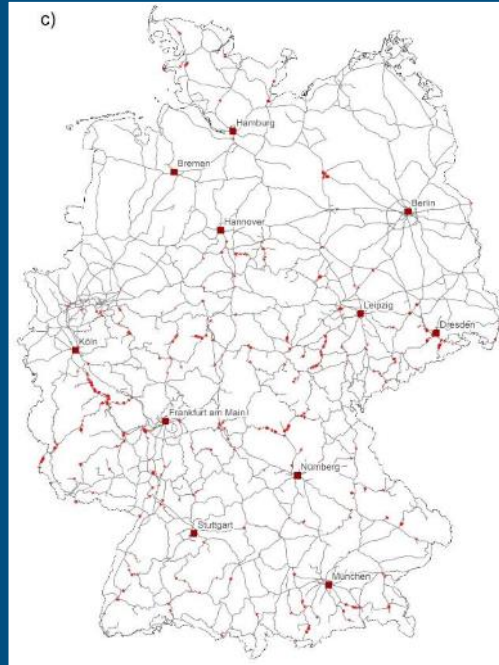 c)
Hamburg
Bremen
Berlin
Hannover
Leipzig
Dresden
Köln
Frankfurt am Main
Nürnberg
Stuttgart
München